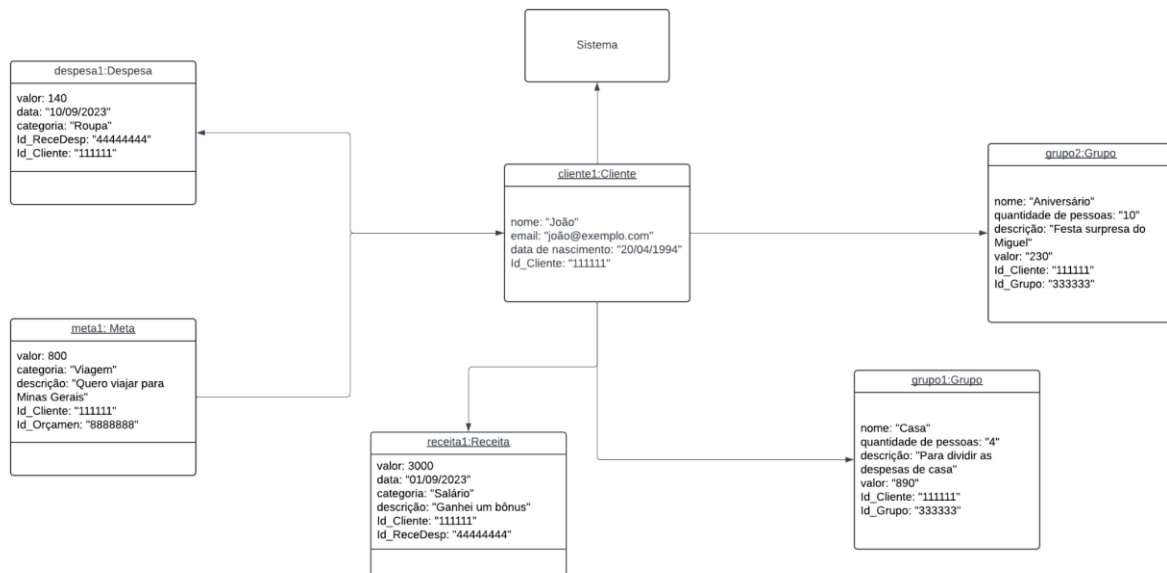 Sistema
despesa1:Despesa
valor: 140
data: "10/09/2023"
categoria: "Roupa"
Id_ReceDesp: "44444444"
Id_Cliente: "111111"
cliente1:Cliente
nome: "João"
email: "joão@exemplo.com"
data de nascimento: "20/04/1994"
Id_Cliente: "111111"
grupo2:Grupo
nome: "Aniversário"
quantidade de pessoas: "10"
descrição: "Festa surpresa do
Miguel"
valor: "230"
Id_Cliente: "111111"
Id_Grupo: "333333"
meta1: Meta
valor: 800
categoria: "Viagem"
descrição: "Quero viajar para
Minas Gerais"
Id_Cliente: "111111"
Id_Orçamen: "8888888"
receita1:Receita
valor: 3000
data: "01/09/2023"
categoria: "Salário"
descrição: "Ganhei um bônus"
Id_Cliente: "111111"
Id_ReceDesp: "44444444"
grupo1:Grupo
nome: "Casa"
quantidade de pessoas: "4"
descrição: "Para dividir as
despesas de casa"
valor: "890"
Id_Cliente: "111111"
Id_Grupo: "333333"